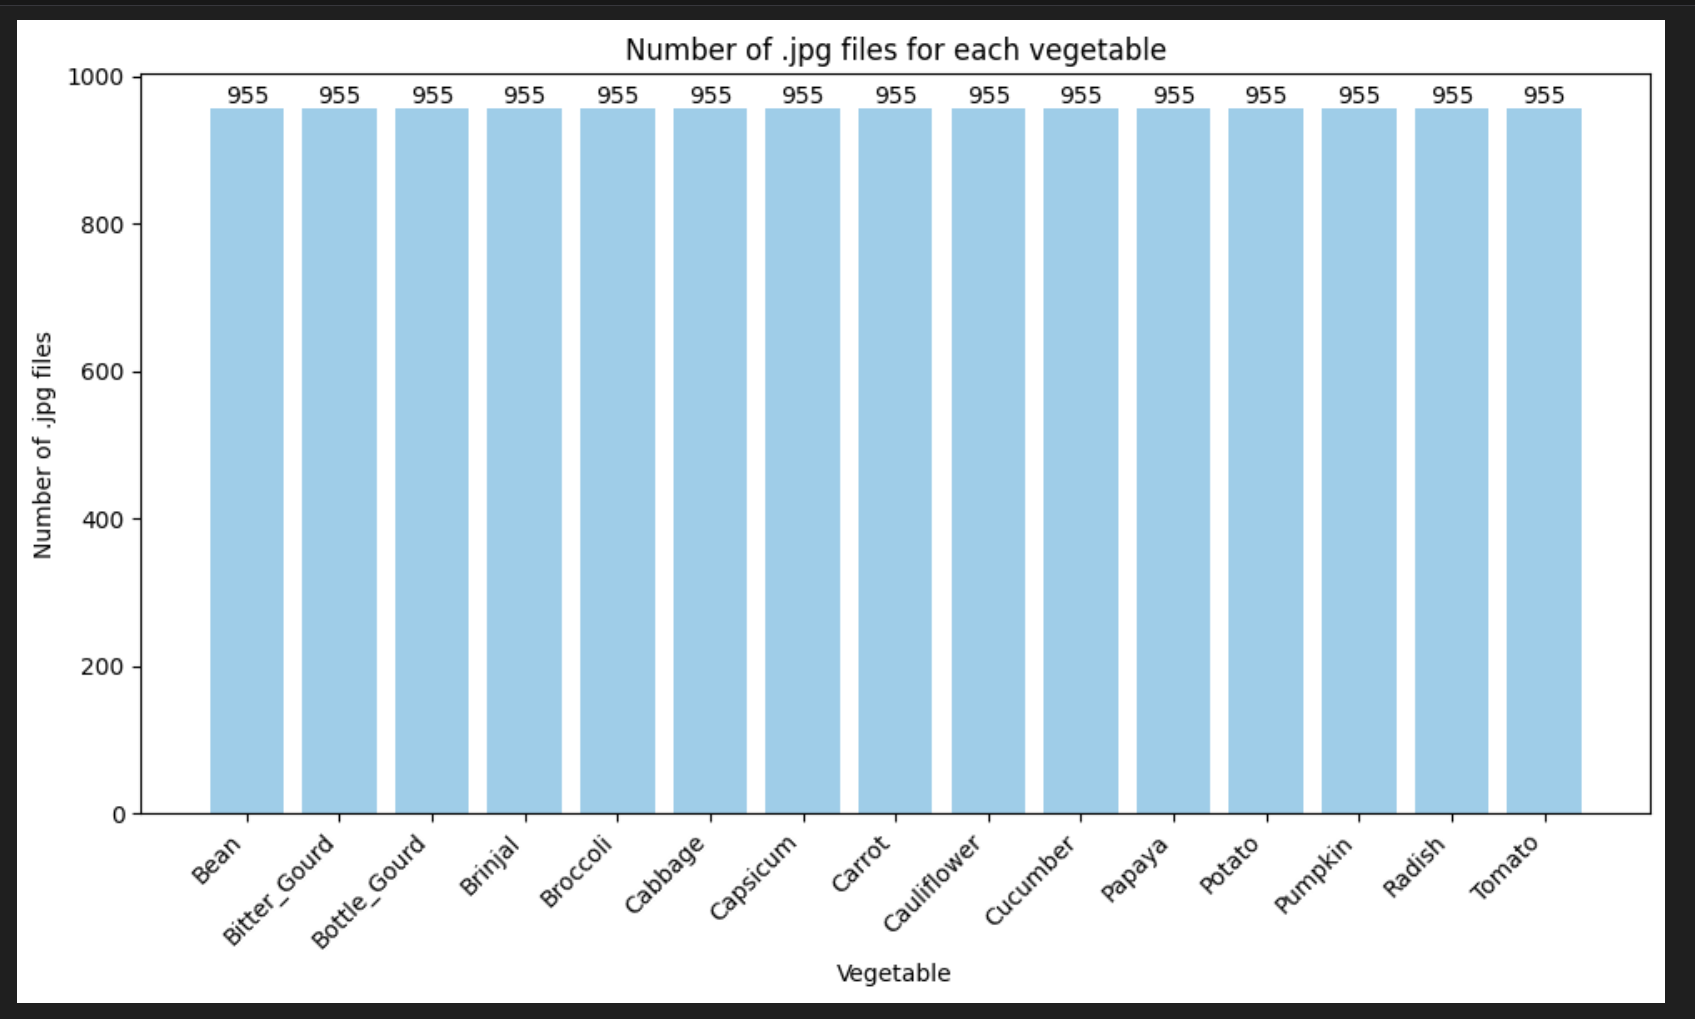 Number of .jpg files for each vegetable
1000
800
600
400
200
0
Number of .jpg files
955 955 955 955 955 955 955 955 955 955 955 955 955 955 955
Bean Bitter_Gourd Bottle_Gourd Brinjal Broccoli Cabbage Capsicum Carrot Cauliflower Cucumber Papaya Potato Pumpkin Radish Tomato
Vegetable